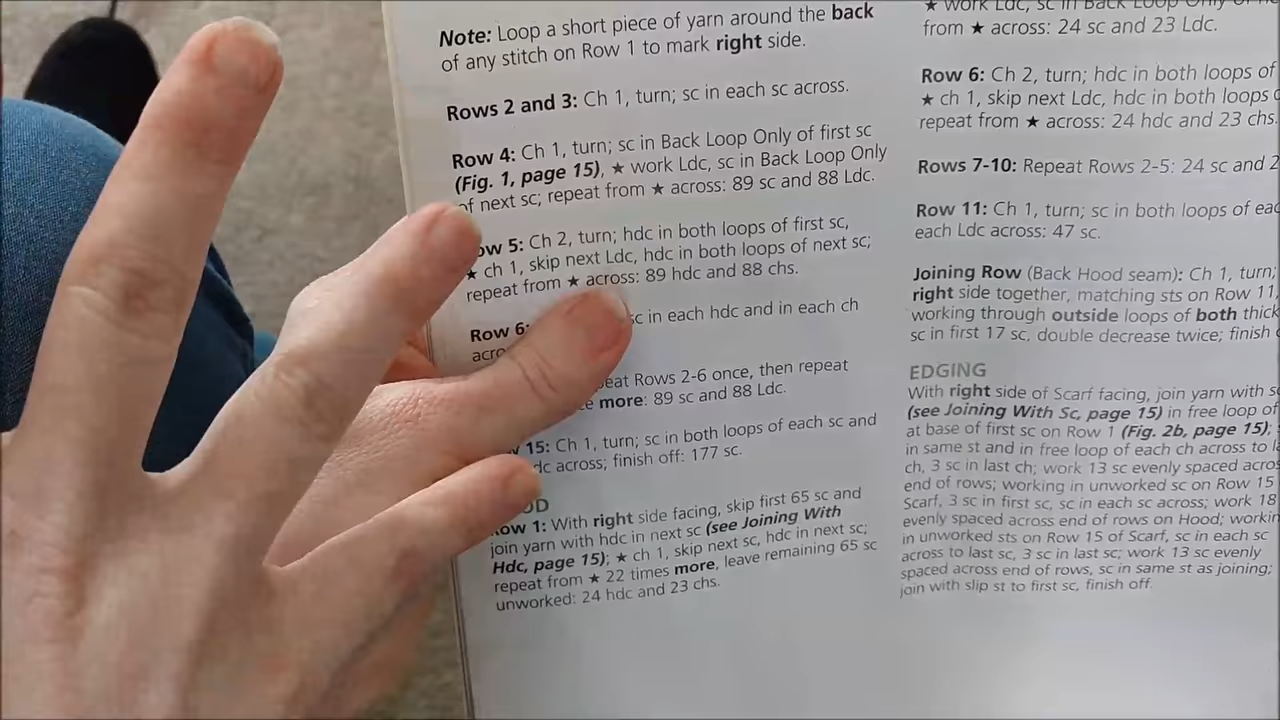 Note: Loop a short piece of yarn around the back
of any stitch on Row 1 to mark right side.
Rows 2 and 3: Ch 1, turn; sc in each sc across.
Row 4: Ch 1, turn; sc in Back Loop Only of first sc
(Fig. 1, page 15), ★ work Ldc, sc in Back Loop Only
of next sc; repeat from ★ across: 89 sc and 88 Ldc.
ow 5: Ch 2, turn; hdc in both loops of first sc,
★ ch 1, skip next Ldc, hdc in both loops of next sc;
repeat from ★ across: 89 hdc and 88 chs.
Row 6: sc in each hdc and in each ch
acro
eat Rows 2-6 once, then repeat
e more: 89 sc and 88 Ldc.
w 15: Ch 1, turn; sc in both loops of each sc and
dc across; finish off: 177 sc.
OD
Row 1: With right side facing, skip first 65 sc and
join yarn with hdc in next sc (see Joining With
Hdc, page 15); ★ ch 1, skip next sc, hdc in next sc;
repeat from ★ 22 times more, leave remaining 65 sc
unworked: 24 hdc and 23 chs.
★ work Ldc, sc in Back Loop Only of
from ★ across: 24 sc and 23 Ldc.
Row 6: Ch 2, turn; hdc in both loops of
★ ch 1, skip next Ldc, hdc in both loops
repeat from ★ across: 24 hdc and 23 chs.
Rows 7-10: Repeat Rows 2-5: 24 sc and 2
Row 11: Ch 1, turn; sc in both loops of
each Ldc across: 47 sc.
Joining Row (Back Hood seam): Ch 1, turn,
right side together, matching sts on Row 11,
working through outside loops of both thick
sc in first 17 sc, double decrease twice; finish
EDGING
With right side of Scarf facing, join yarn with
(see Joining With Sc, page 15) in free loop of
at base of first sc on Row 1 (Fig. 2b, page 15);
in same st and in free loop of each ch across to
ch, 3 sc in last ch; work 13 sc evenly spaced
end of rows; working in unworked sc on Row 15
Scarf, 3 sc in first sc, sc in each sc across; work 18
evenly spaced across end of rows on Hood;
in unworked sts on Row 15 of Scarf, sc in each sc
across to last sc, 3 sc in last sc; work 13 sc evenly
spaced across end of rows, sc in same st as joining;
join with slip st to first sc, finish off.